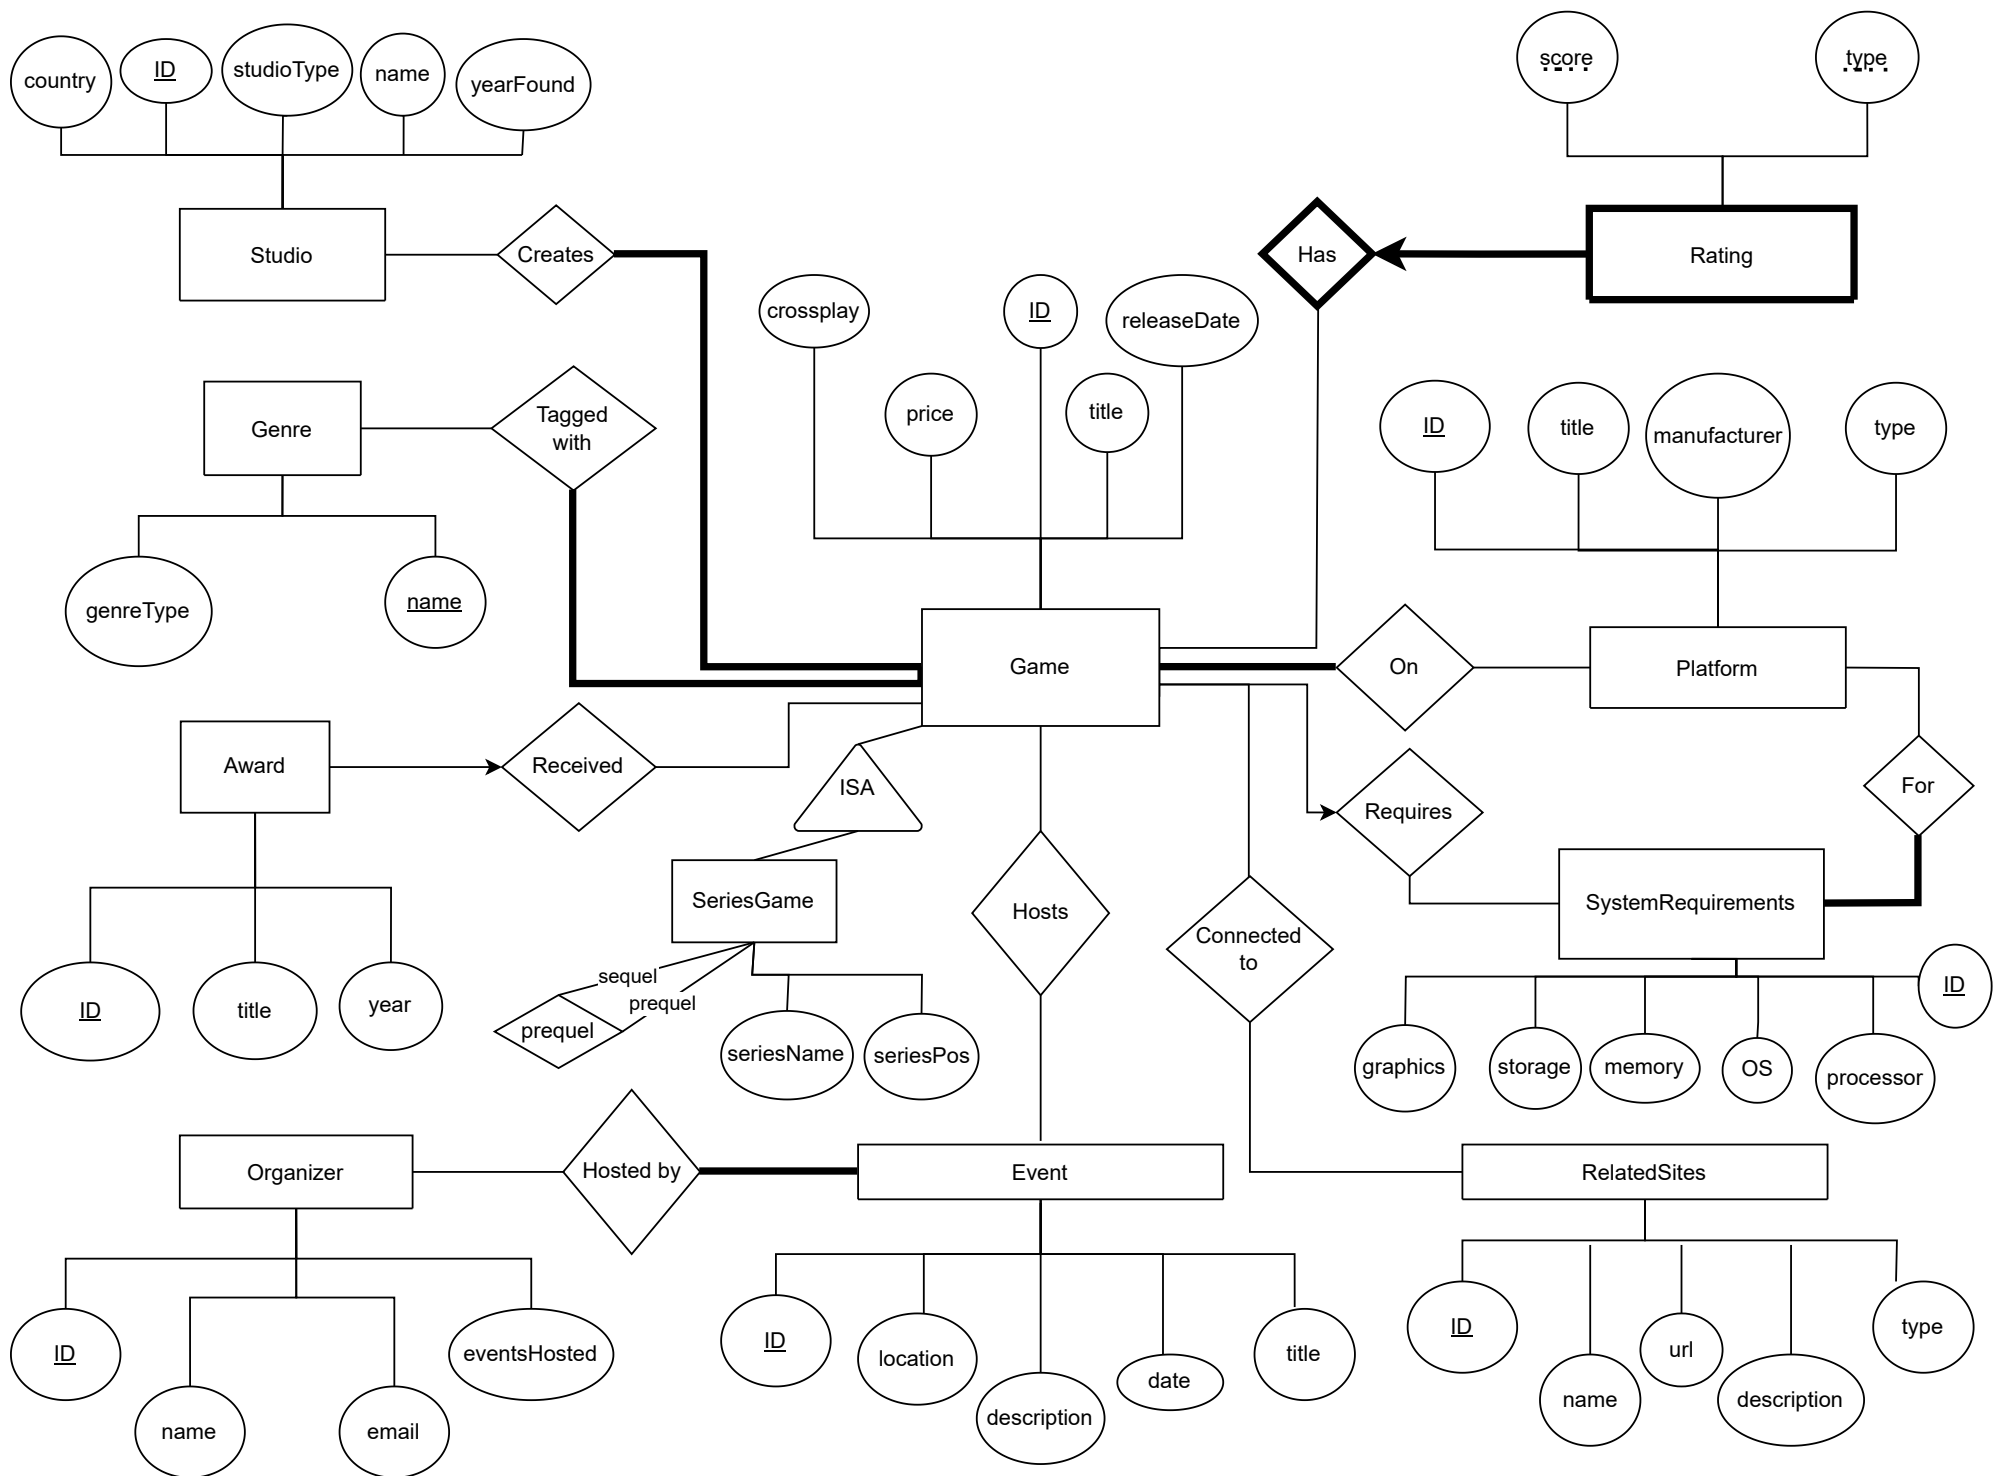 country
ID
studioType
name
yearFound
score
type
Studio
Creates
Has
Rating
crossplay
ID
releaseDate
price
title
Genre
Tagged
with
ID
title
manufacturer
type
genreType
name
Game
On
Platform
Award
Received
ISA
Requires
For
SeriesGame
Hosts
Connected
to
SystemRequirements
sequel
prequel
prequel
ID
title
year
seriesName
seriesPos
graphics
storage
memory
OS
processor
ID
Organizer
Hosted by
Event
RelatedSites
ID
name
email
eventsHosted
ID
location
description
date
title
ID
name
url
description
type